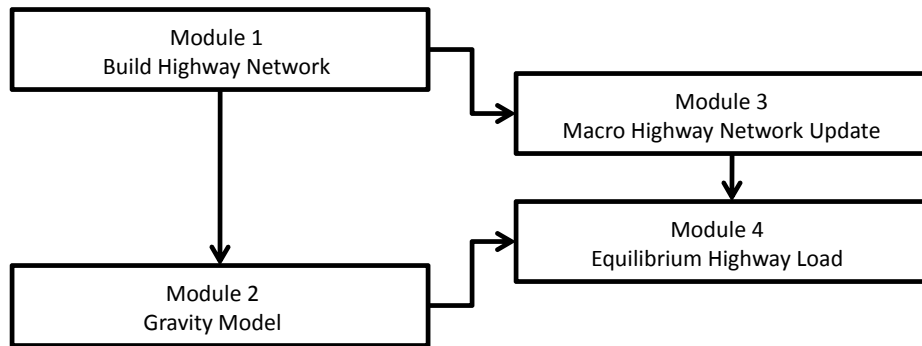 Module 1
Build Highway Network
Module 3
Macro Highway Network Update
Module 4
Equilibrium Highway Load
Module 2
Gravity Model